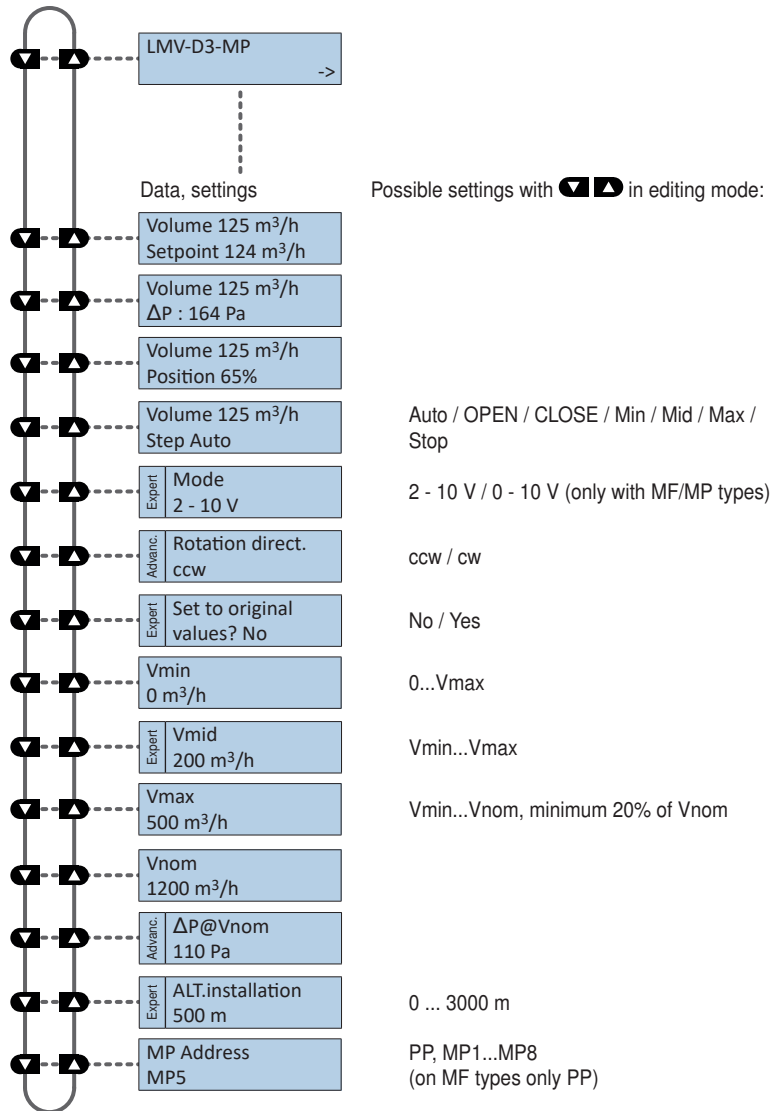 LMV-D3-MP
->
Data, settings
Possible settings with ▽ △ in editing mode:
Volume 125 m³/h
Setpoint 124 m³/h
Volume 125 m³/h
ΔP : 164 Pa
Volume 125 m³/h
Position 65%
Volume 125 m³/h
Step Auto
Auto / OPEN / CLOSE / Min / Mid / Max /
Stop
Expert
Mode
2 - 10 V
2 - 10 V / 0 - 10 V (only with MF/MP types)
Advanc.
Rotation direct.
ccw
ccw / cw
Expert
Set to original
values? No
No / Yes
Vmin
0 m³/h
0...Vmax
Expert
Vmid
200 m³/h
Vmin...Vmax
Vmax
500 m³/h
Vmin...Vnom, minimum 20% of Vnom
Vnom
1200 m³/h
Advanc.
ΔP@Vnom
110 Pa
Expert
ALT.installation
500 m
0 ... 3000 m
MP Address
MP5
PP, MP1...MP8
(on MF types only PP)